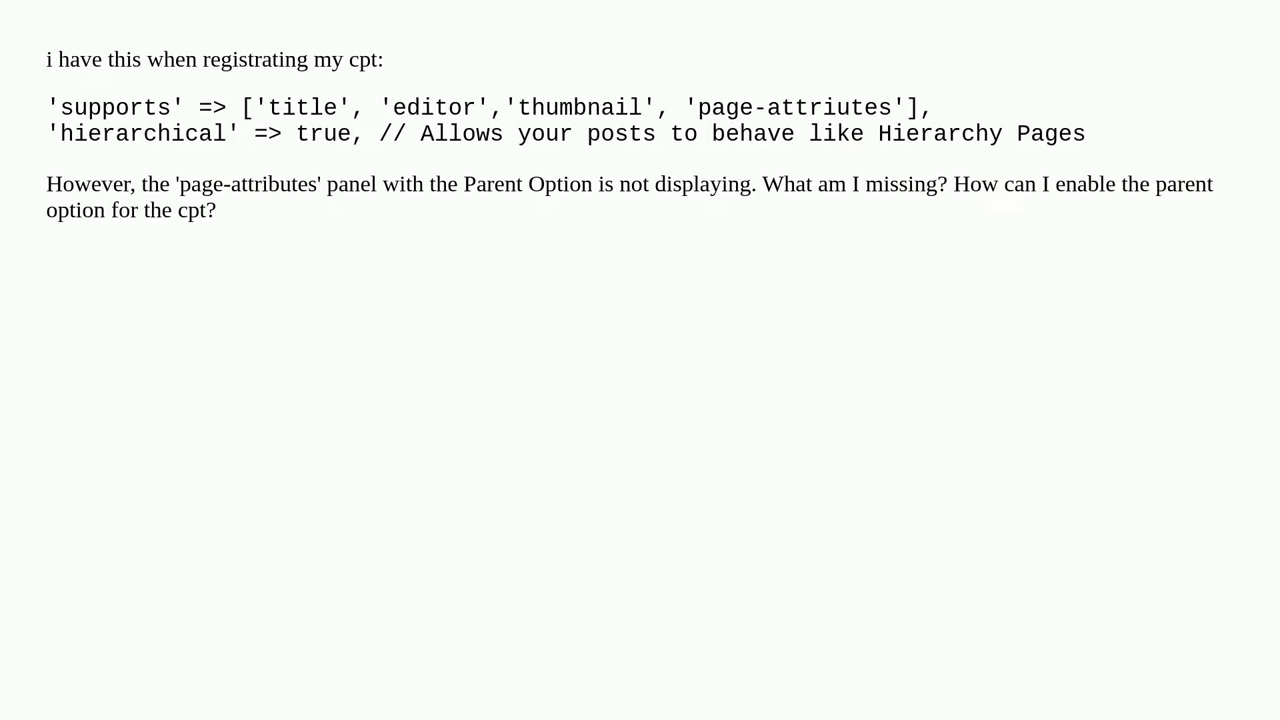 i have this when registrating my cpt:
'supports' => ['title', 'editor','thumbnail', 'page-attriutes'],
'hierarchical' => true, // Allows your posts to behave like Hierarchy Pages
However, the 'page-attributes' panel with the Parent Option is not displaying. What am I missing? How can I enable the parent
option for the cpt?